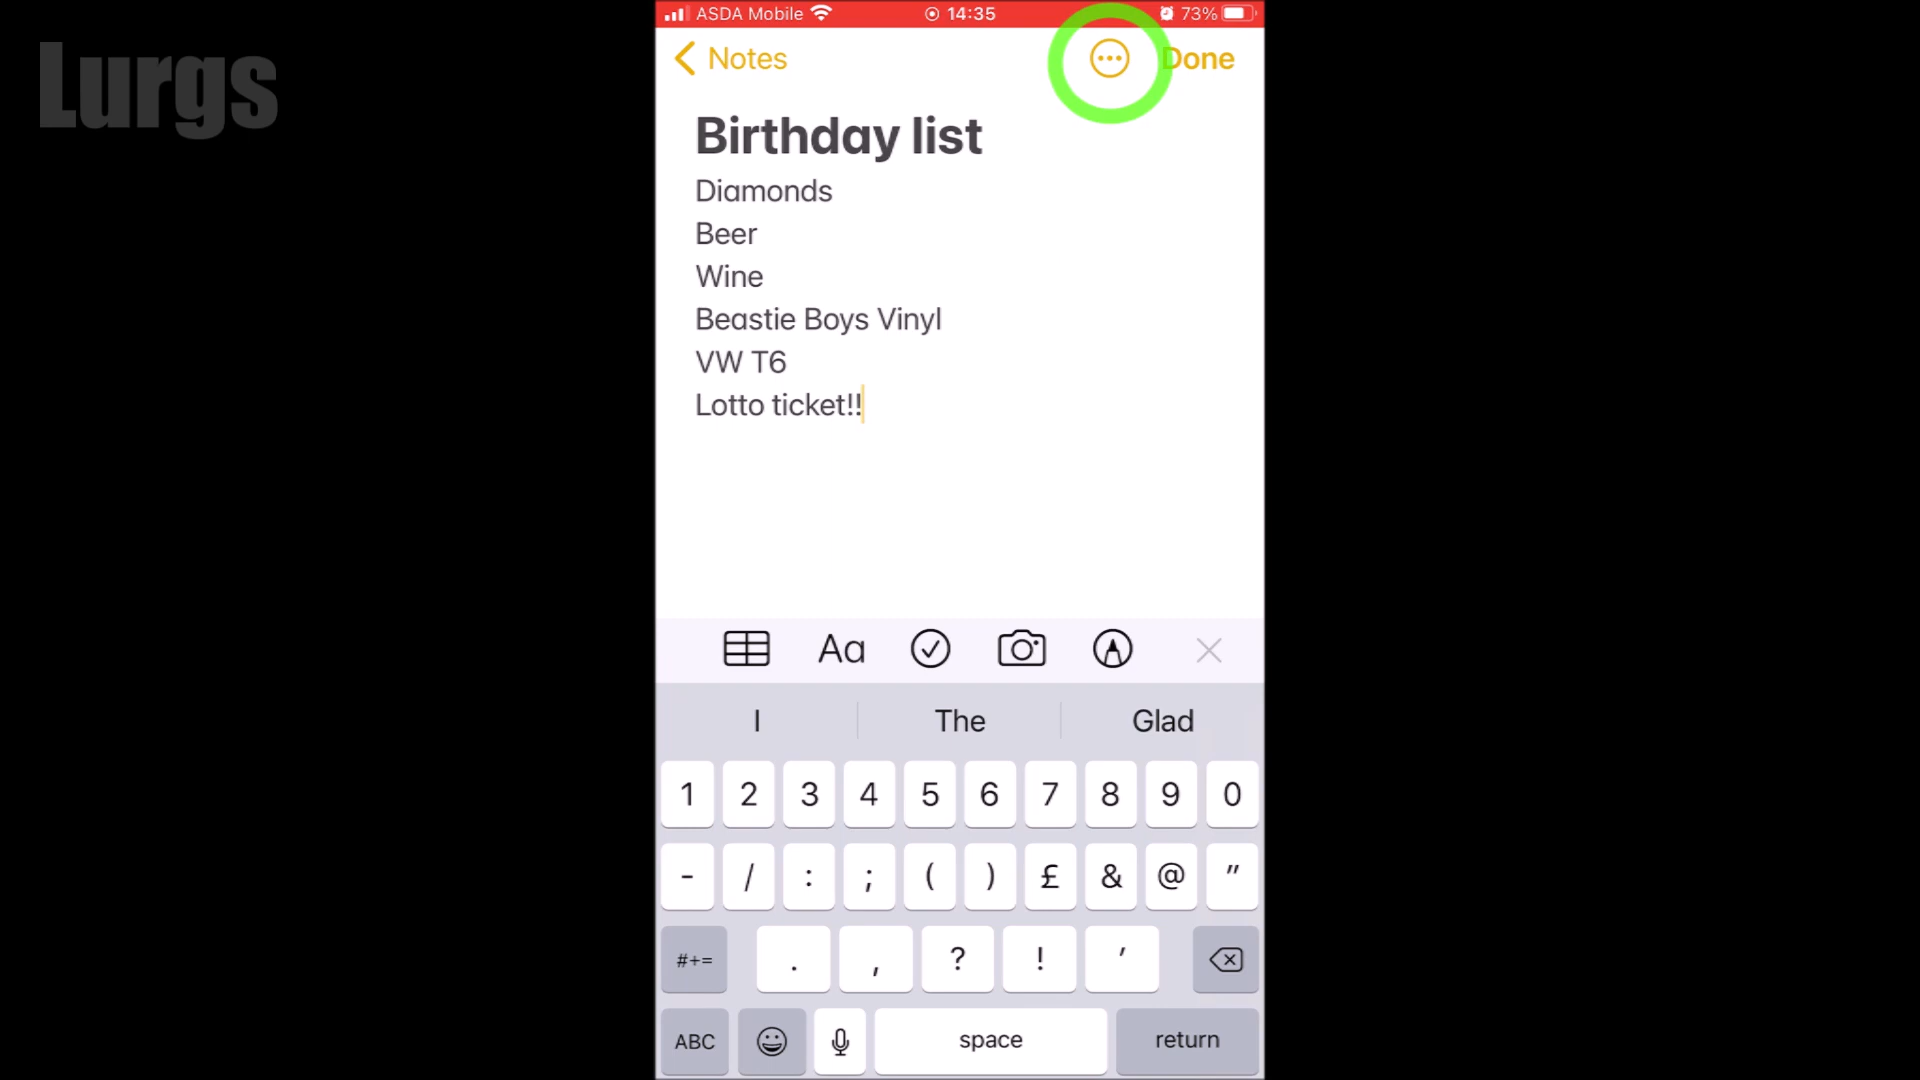 Lurgs
ASDA Mobile 14:35 73%
Notes Done
Birthday list
Diamonds
Beer
Wine
Beastie Boys Vinyl
VW T6
Lotto ticket!!
Aa
I The Glad
1 2 3 4 5 6 7 8 9 0
- / : ; ( ) £ & @ "
#+= . , ? ! '
ABC space return